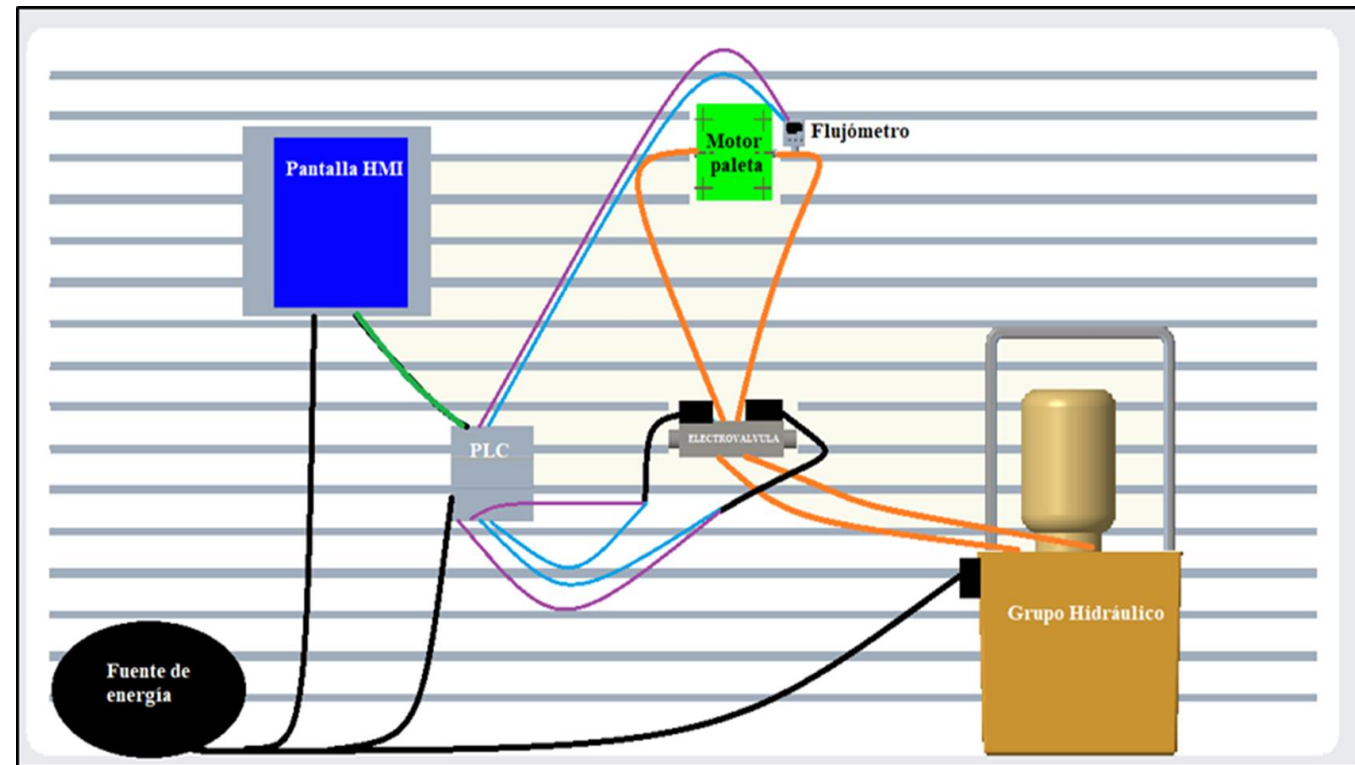 Flujómetro
Motor
paleta
Pantalla HMI
PLC
ELECTROVALVULA
Grupo Hidráulico
Fuente de
energía